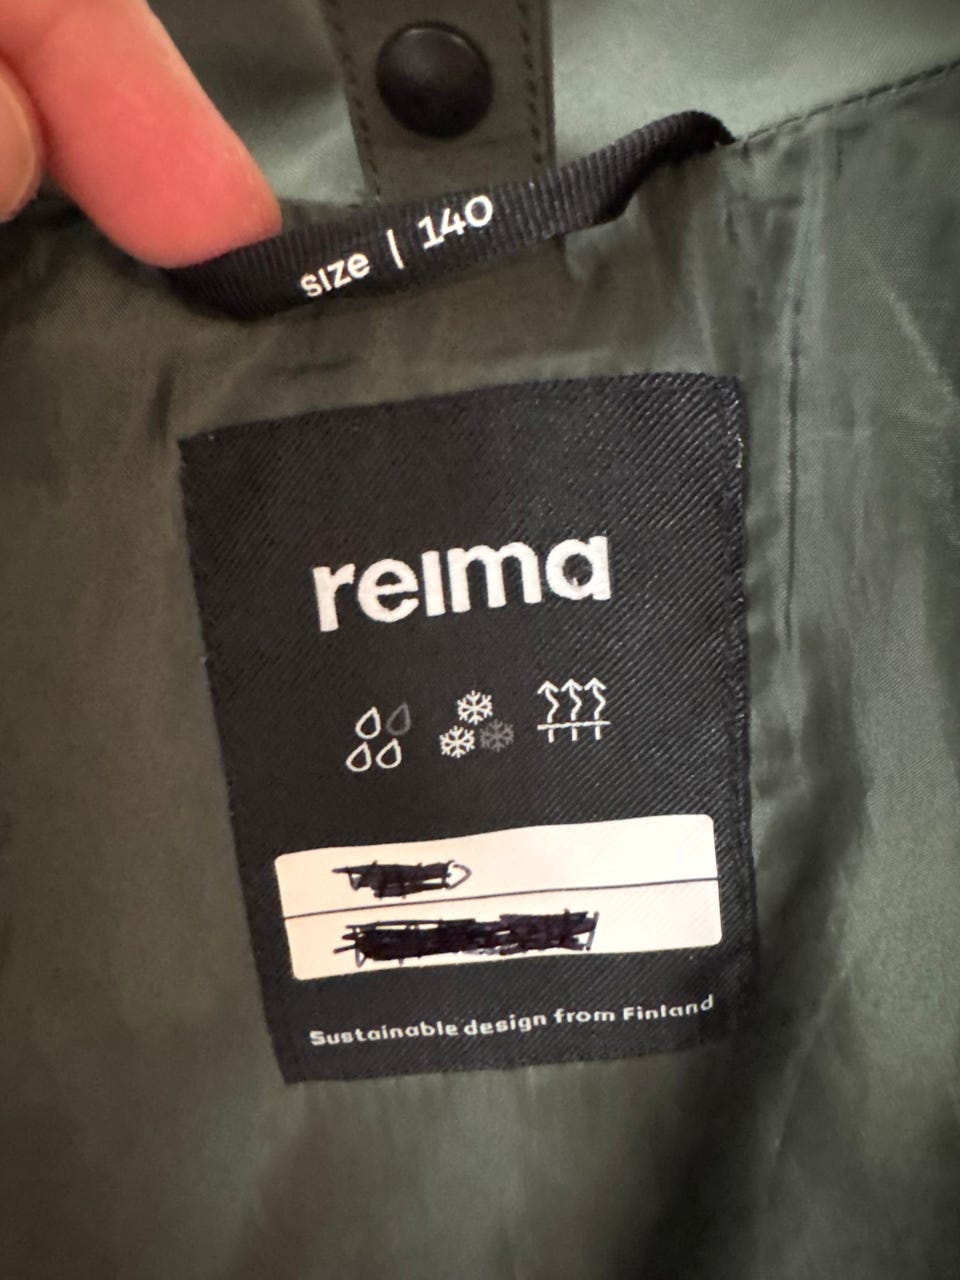 size | 140
reima
Sustainable design from Finland